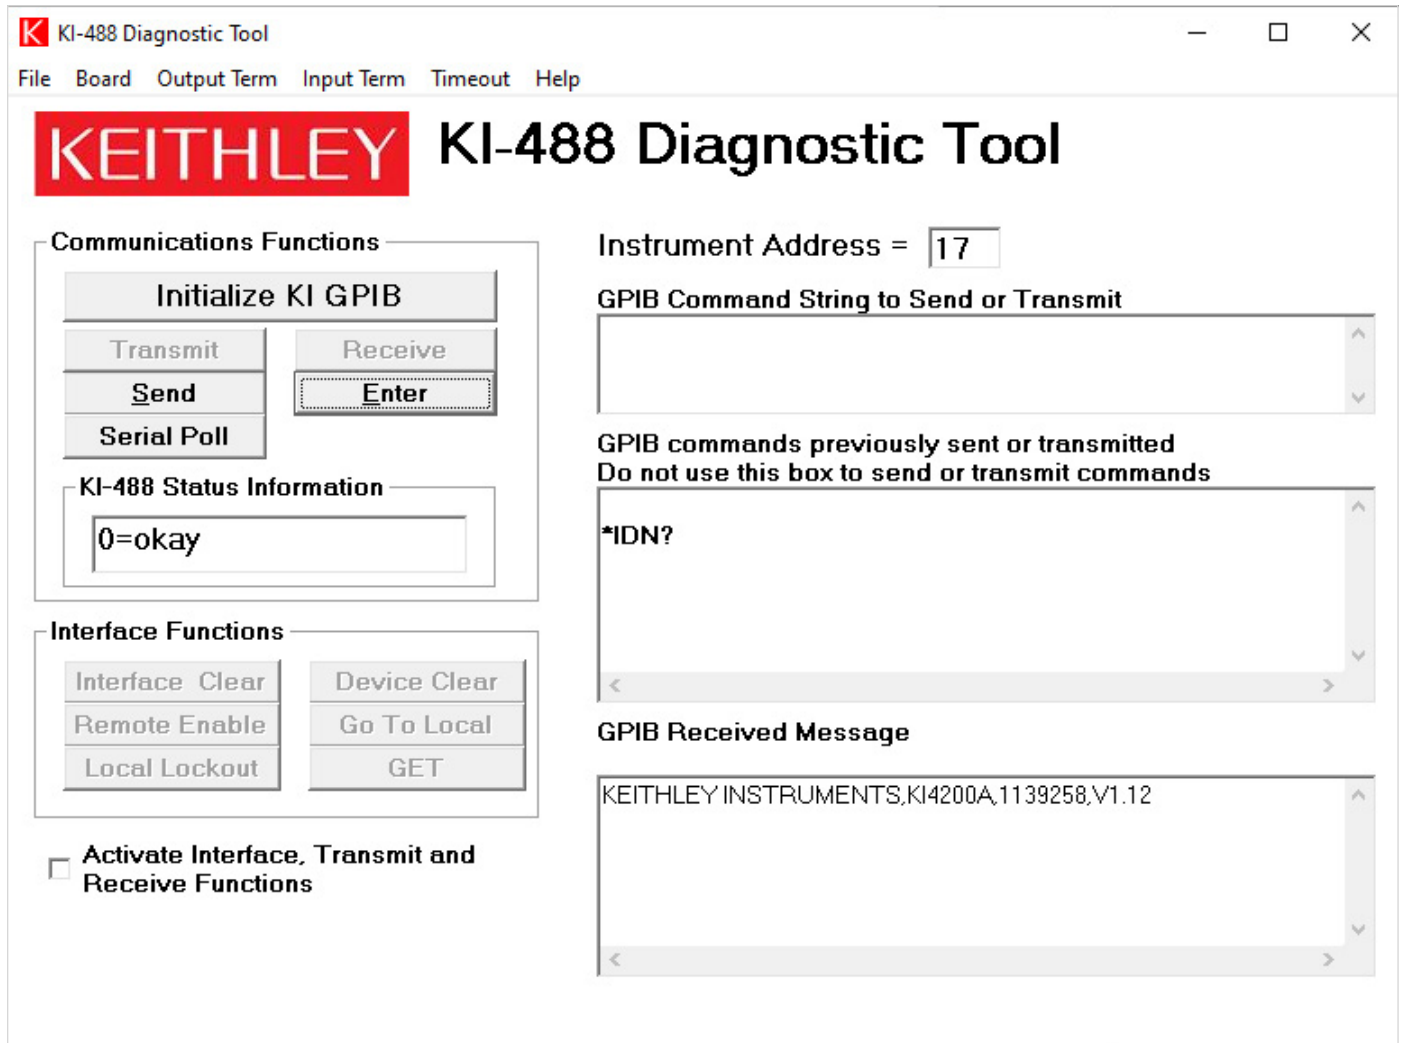 KI-488 Diagnostic Tool
File Board Output Term Input Term Timeout Help
KEITHLEY KI-488 Diagnostic Tool
Communications Functions
Initialize KI GPIB
Transmit Receive
Send Enter
Serial Poll
KI-488 Status Information
0=okay
Interface Functions
Interface Clear Device Clear
Remote Enable Go To Local
Local Lockout GET
Activate Interface, Transmit and
Receive Functions
Instrument Address = 17
GPIB Command String to Send or Transmit
GPIB commands previously sent or transmitted
Do not use this box to send or transmit commands
*IDN?
GPIB Received Message
KEITHLEY INSTRUMENTS,KI4200A,1139258,V1.12